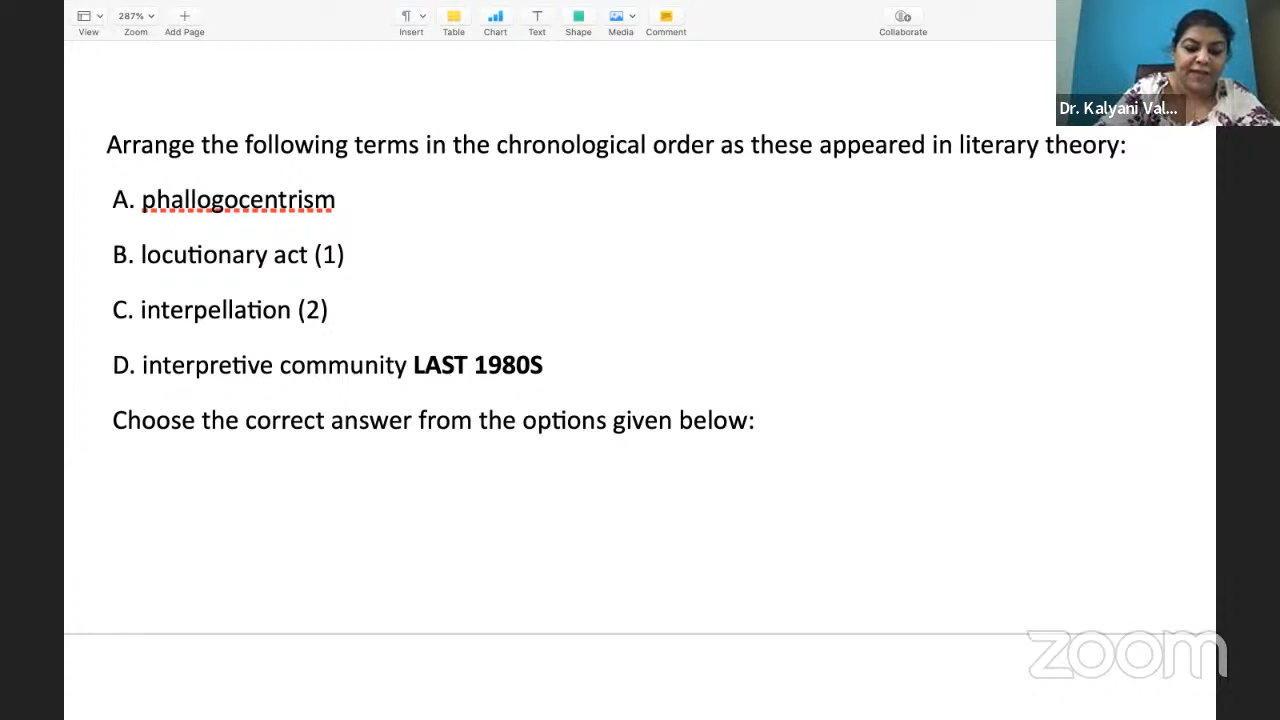 287%
View Zoom Add Page Insert Table Chart Text Shape Media Comment Collaborate
Dr. Kalyani Val...
Arrange the following terms in the chronological order as these appeared in literary theory:
A. phallogocentrism
B. locutionary act (1)
C. interpellation (2)
D. interpretive community LAST 1980S
Choose the correct answer from the options given below:
zoom